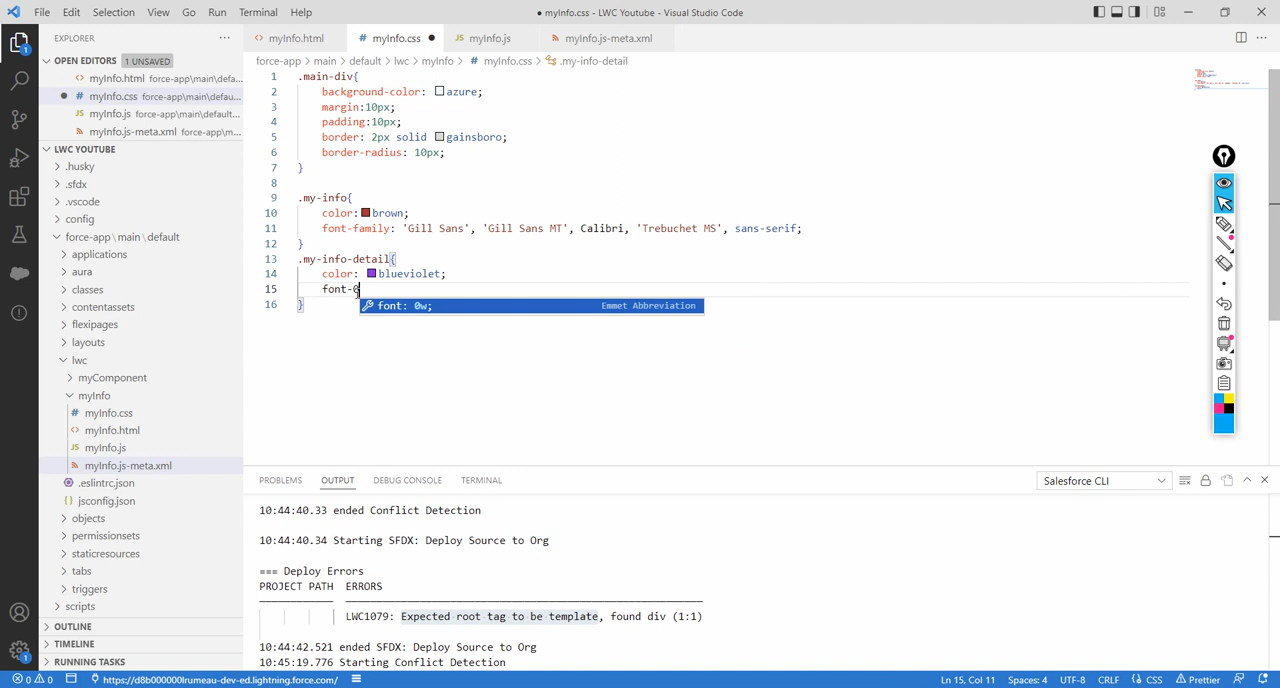 File Edit Selection View Go Run Terminal Help
● myInfo.css - LWC Youtube - Visual Studio Code
EXPLORER ...
OPEN EDITORS 1 UNSAVED
<> myInfo.html force-app\main\defa...
● # myInfo.css force-app\main\defau...
JS myInfo.js force-app\main\default...
myInfo.js-meta.xml force-app\m...
LWC YOUTUBE
.husky
.sfdx
.vscode
config
force-app\main\default
applications
aura
classes
contentassets
flexipages
layouts
lwc
myComponent
myInfo
# myInfo.css
<> myInfo.html
JS myInfo.js
myInfo.js-meta.xml
.eslintrc.json
{} jsconfig.json
objects
permissionsets
staticresources
tabs
triggers
scripts
OUTLINE
TIMELINE
RUNNING TASKS
<> myInfo.html # myInfo.css ● JS myInfo.js myInfo.js-meta.xml
force-app > main > default > lwc > myInfo > # myInfo.css > .my-info-detail
1 .main-div{
2 background-color: azure;
3 margin:10px;
4 padding:10px;
5 border: 2px solid gainsboro;
6 border-radius: 10px;
7 }
8
9 .my-info{
10 color: brown;
11 font-family: 'Gill Sans', 'Gill Sans MT', Calibri, 'Trebuchet MS', sans-serif;
12 }
13 .my-info-detail{
14 color: blueviolet;
15 font-0
16 }
font: 0w; Emmet Abbreviation
PROBLEMS OUTPUT DEBUG CONSOLE TERMINAL
Salesforce CLI
10:44:40.33 ended Conflict Detection
10:44:40.34 Starting SFDX: Deploy Source to Org
=== Deploy Errors
PROJECT PATH ERRORS
LWC1079: Expected root tag to be template, found div (1:1)
10:44:42.521 ended SFDX: Deploy Source to Org
10:45:19.776 Starting Conflict Detection
0 0 https://d8b000000lrumeau-dev-ed.lightning.force.com/ Ln 15, Col 11 Spaces: 4 UTF-8 CRLF {} CSS Prettier